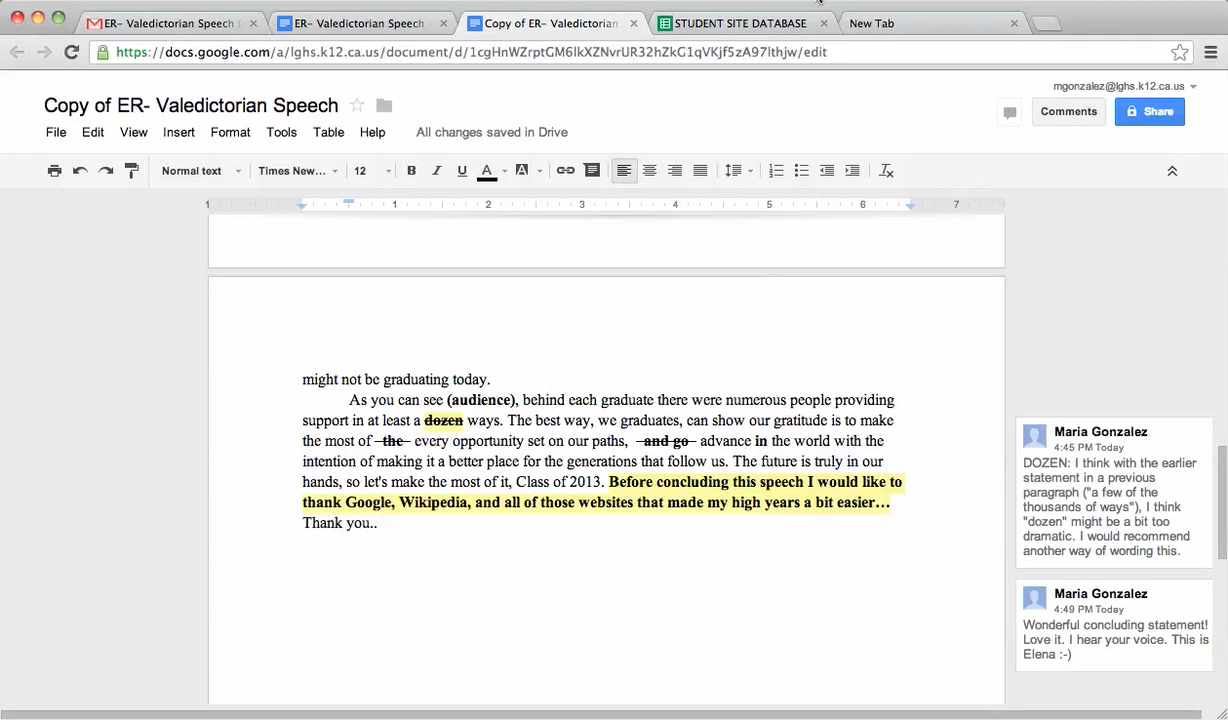 ER- Valedictorian Speech (
ER- Valedictorian Speech -
Copy of ER- Valedictorian
STUDENT SITE DATABASE
New Tab
https://docs.google.com/a/lghs.k12.ca.us/document/d/1cgHnWZrptGM6lkXZNvrUR32hZkG1qVKjf5zA97lthjw/edit
mgonzalez@lghs.k12.ca.us
Copy of ER- Valedictorian Speech
Comments
Share
File Edit View Insert Format Tools Table Help All changes saved in Drive
Normal text Times New... 12 B I U A A
1 1 2 3 4 5 6 7
might not be graduating today.
As you can see (audience), behind each graduate there were numerous people providing
support in at least a dozen ways. The best way, we graduates, can show our gratitude is to make
the most of the every opportunity set on our paths, and go advance in the world with the
intention of making it a better place for the generations that follow us. The future is truly in our
hands, so let's make the most of it, Class of 2013. Before concluding this speech I would like to
thank Google, Wikipedia, and all of those websites that made my high years a bit easier…
Thank you..
Maria Gonzalez
4:45 PM Today
DOZEN: I think with the earlier
statement in a previous
paragraph ("a few of the
thousands of ways"), I think
"dozen" might be a bit too
dramatic. I would recommend
another way of wording this.
Maria Gonzalez
4:49 PM Today
Wonderful concluding statement!
Love it. I hear your voice. This is
Elena :-)